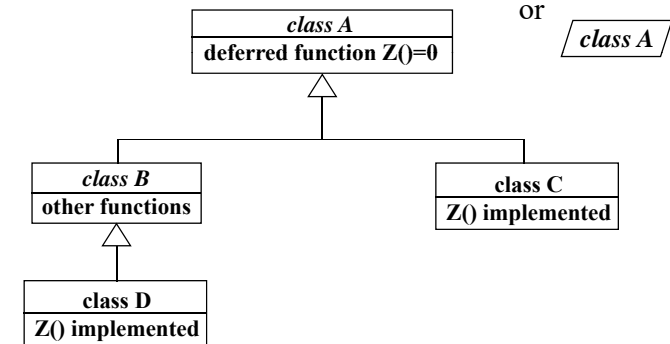 or
class A
deferred function Z()=0
class A
class B
other functions
class C
Z() implemented
class D
Z() implemented